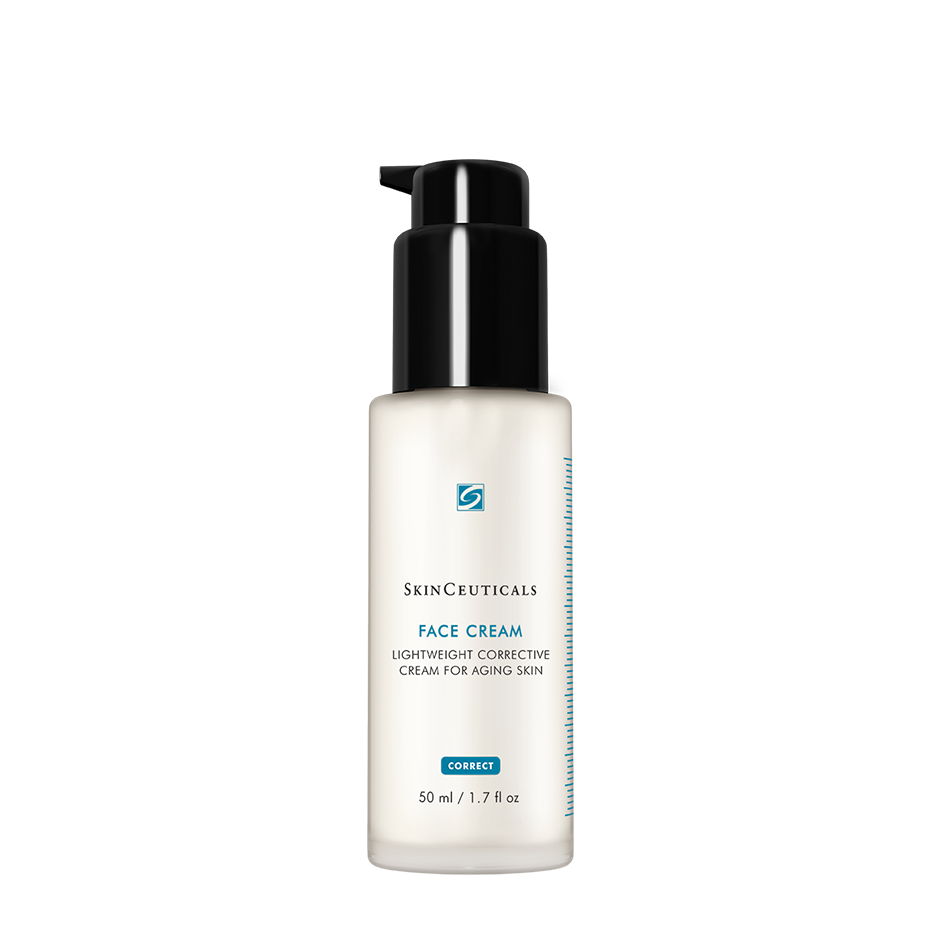 SKINCEUTICALS
FACE CREAM
LIGHTWEIGHT CORRECTIVE
CREAM FOR AGING SKIN
CORRECT
50 ml / 1.7 fl oz